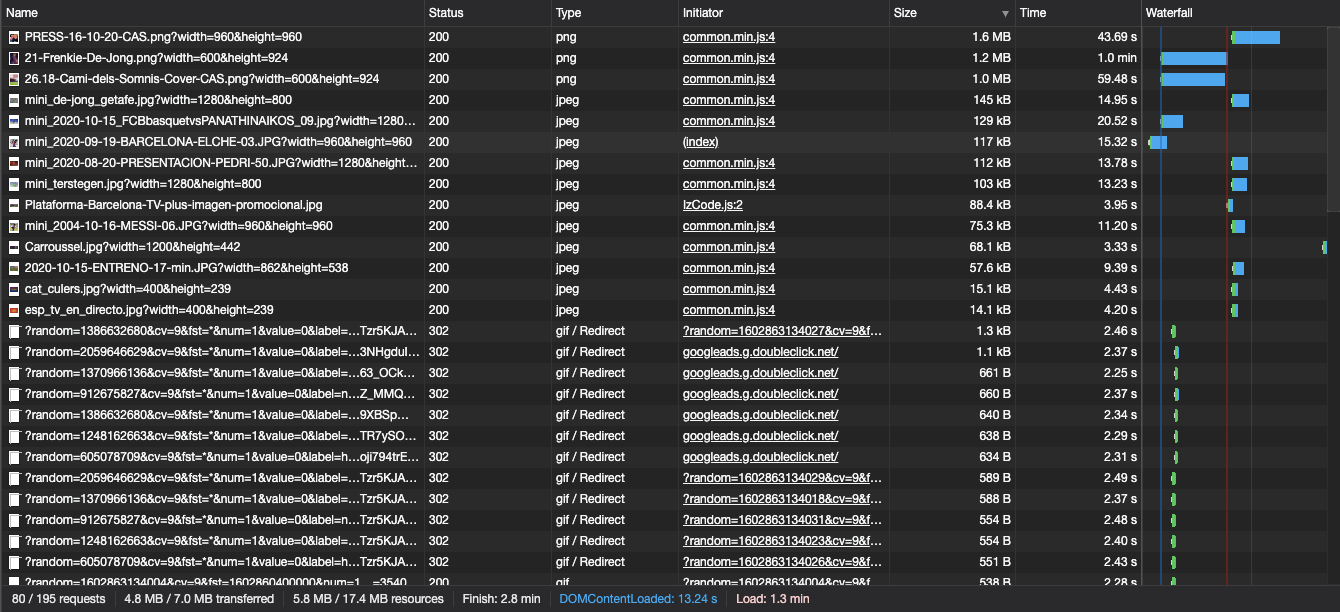 Name Status Type Initiator Size ▼ Time Waterfall
PRESS-16-10-20-CAS.png?width=960&height=960 200 png common.min.js:4 1.6 MB 43.69 s
21-Frenkie-De-Jong.png?width=600&height=924 200 png common.min.js:4 1.2 MB 1.0 min
26.18-Cami-dels-Somnis-Cover-CAS.png?width=600&height=924 200 png common.min.js:4 1.0 MB 59.48 s
mini_de-jong_getafe.jpg?width=1280&height=800 200 jpeg common.min.js:4 145 kB 14.95 s
mini_2020-10-15_FCBbasquetvsPANATHINAIKOS_09.jpg?width=1280... 200 jpeg common.min.js:4 129 kB 20.52 s
mini_2020-09-19-BARCELONA-ELCHE-03.JPG?width=960&height=960 200 jpeg (index) 117 kB 15.32 s
mini_2020-08-20-PRESENTACION-PEDRI-50.JPG?width=1280&height... 200 jpeg common.min.js:4 112 kB 13.78 s
mini_terstegen.jpg?width=1280&height=800 200 jpeg common.min.js:4 103 kB 13.23 s
Plataforma-Barcelona-TV-plus-imagen-promocional.jpg 200 jpeg lzCode.js:2 88.4 kB 3.95 s
mini_2004-10-16-MESSI-06.JPG?width=960&height=960 200 jpeg common.min.js:4 75.3 kB 11.20 s
Carroussel.jpg?width=1200&height=442 200 jpeg common.min.js:4 68.1 kB 3.33 s
2020-10-15-ENTRENO-17-min.JPG?width=862&height=538 200 jpeg common.min.js:4 57.6 kB 9.39 s
cat_culers.jpg?width=400&height=239 200 jpeg common.min.js:4 15.1 kB 4.43 s
esp_tv_en_directo.jpg?width=400&height=239 200 jpeg common.min.js:4 14.1 kB 4.20 s
?random=1386632680&cv=9&fst=*&num=1&value=0&label=...Tzr5KJA... 302 gif / Redirect ?random=1602863134027&cv=9&f... 1.3 kB 2.46 s
?random=2059646629&cv=9&fst=*&num=1&value=0&label=...3NHgdul... 302 gif / Redirect googleads.g.doubleclick.net/ 1.1 kB 2.37 s
?random=1370966136&cv=9&fst=*&num=1&value=0&label=...63_OCk... 302 gif / Redirect googleads.g.doubleclick.net/ 661 B 2.25 s
?random=912675827&cv=9&fst=*&num=1&value=0&label=n...Z_MMQ... 302 gif / Redirect googleads.g.doubleclick.net/ 660 B 2.37 s
?random=1386632680&cv=9&fst=*&num=1&value=0&label=...9XBSp... 302 gif / Redirect googleads.g.doubleclick.net/ 640 B 2.34 s
?random=1248162663&cv=9&fst=*&num=1&value=0&label=...TR7ySO... 302 gif / Redirect googleads.g.doubleclick.net/ 638 B 2.29 s
?random=605078709&cv=9&fst=*&num=1&value=0&label=h...oji794trE... 302 gif / Redirect googleads.g.doubleclick.net/ 634 B 2.31 s
?random=2059646629&cv=9&fst=*&num=1&value=0&label=...Tzr5KJA... 302 gif / Redirect ?random=1602863134029&cv=9&f... 589 B 2.49 s
?random=1370966136&cv=9&fst=*&num=1&value=0&label=...Tzr5KJA... 302 gif / Redirect ?random=1602863134018&cv=9&f... 588 B 2.37 s
?random=912675827&cv=9&fst=*&num=1&value=0&label=n...Tzr5KJA... 302 gif / Redirect ?random=1602863134031&cv=9&f... 554 B 2.48 s
?random=1248162663&cv=9&fst=*&num=1&value=0&label=...Tzr5KJA... 302 gif / Redirect ?random=1602863134023&cv=9&f... 554 B 2.40 s
?random=605078709&cv=9&fst=*&num=1&value=0&label=h...Tzr5KJA... 302 gif / Redirect ?random=1602863134026&cv=9&f... 551 B 2.43 s
?random=1602863134004&cv=9&fst=1602860400000&num=1...=3540... 200 gif ?random=1602863134004&cv=9&f... 538 B 2.28 s
80 / 195 requests 4.8 MB / 7.0 MB transferred 5.8 MB / 17.4 MB resources Finish: 2.8 min DOMContentLoaded: 13.24 s Load: 1.3 min